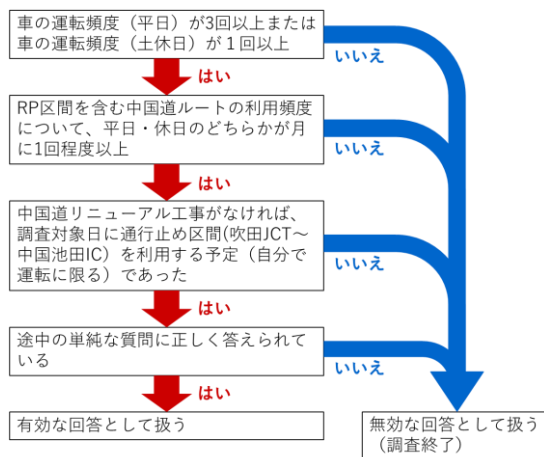 車の運転頻度（平日）が3回以上または
車の運転頻度（土休日）が１回以上
いいえ
はい
RP区間を含む中国道ルートの利用頻度
について、平日・休日のどちらかが月
に1回程度以上
いいえ
はい
中国道リニューアル工事がなければ、
調査対象日に通行止め区間(吹田JCT～
中国池田IC）を利用する予定（自分で
運転に限る）であった
いいえ
はい
途中の単純な質問に正しく答えられて
いる
いいえ
はい
有効な回答として扱う
無効な回答として扱う
（調査終了）